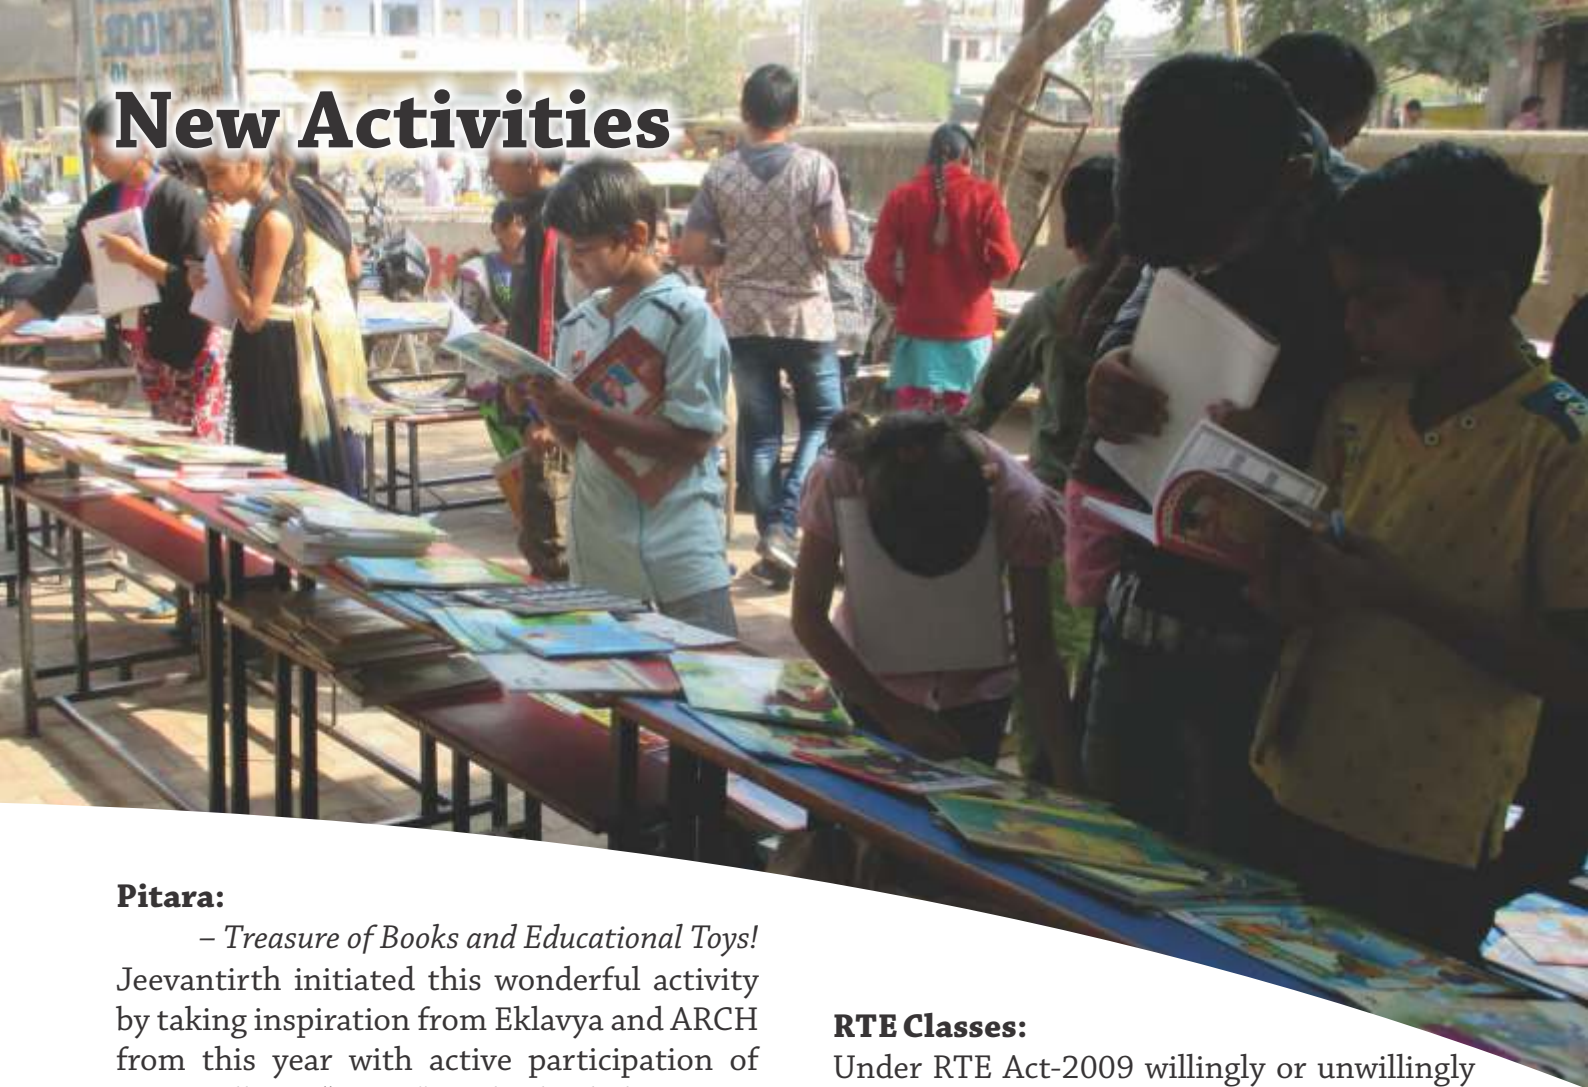 SCHOOL
New Activities
Pitara:
– Treasure of Books and Educational Toys!
Jeevantirth initiated this wonderful activity
by taking inspiration from Eklavya and ARCH
from this year with active participation of
RTE Classes:
Under RTE Act-2009 willingly or unwillingly